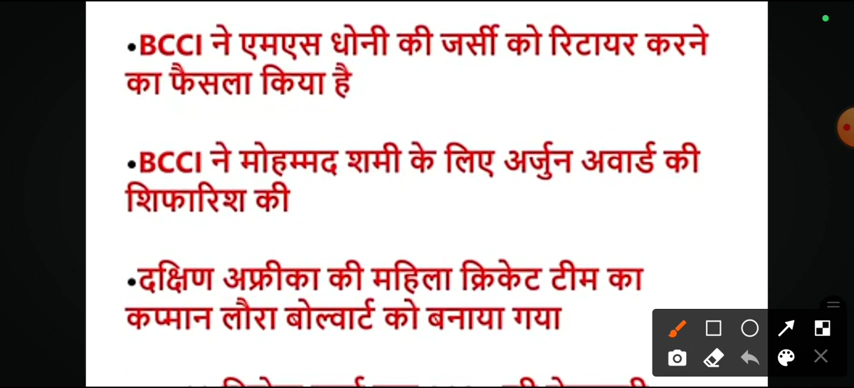 •BCCI ने एमएस धोनी की जर्सी को रिटायर करने
का फैसला किया है
•BCCI ने मोहम्मद शमी के लिए अर्जुन अवार्ड की
शिफारिश की
•दक्षिण अफ्रीका की महिला क्रिकेट टीम का
कप्मान लौरा बोल्वार्ट को बनाया गया